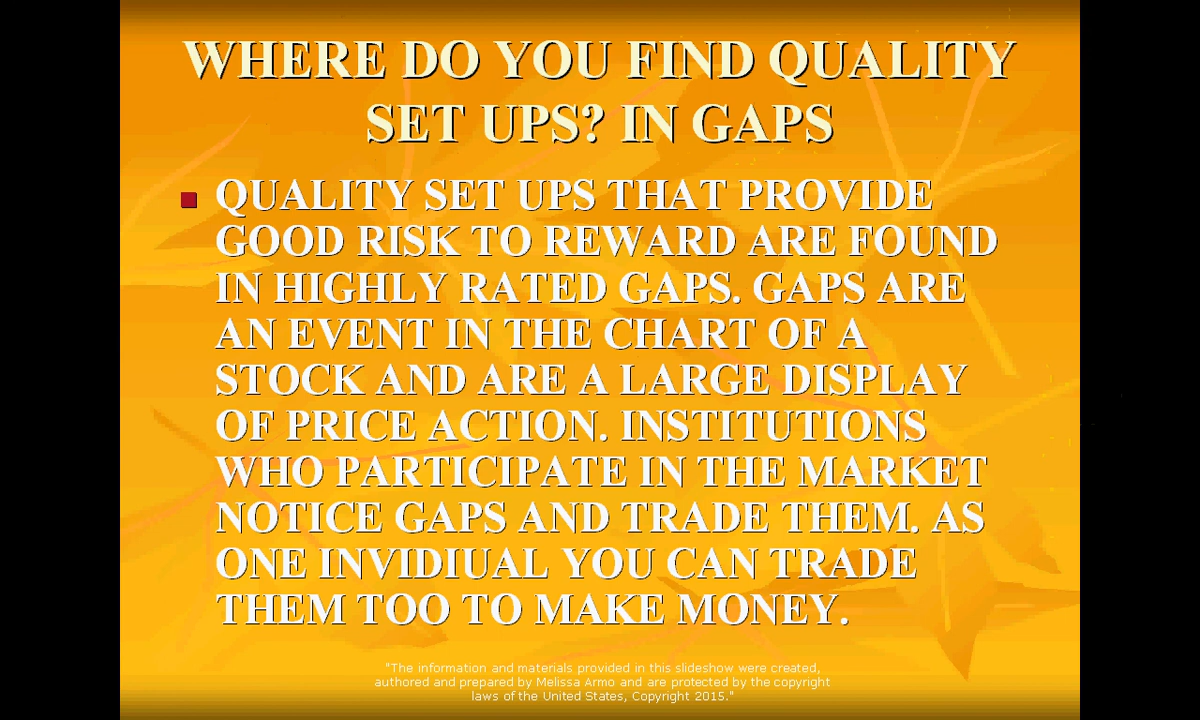 WHERE DO YOU FIND QUALITY
SET UPS? IN GAPS
QUALITY SET UPS THAT PROVIDE
GOOD RISK TO REWARD ARE FOUND
IN HIGHLY RATED GAPS. GAPS ARE
AN EVENT IN THE CHART OF A
STOCK AND ARE A LARGE DISPLAY
OF PRICE ACTION. INSTITUTIONS
WHO PARTICIPATE IN THE MARKET
NOTICE GAPS AND TRADE THEM. AS
ONE INVIDIUAL YOU CAN TRADE
THEM TOO TO MAKE MONEY.
"The information and materials provided in this slideshow were created,
authored and prepared by Melissa Armo and are protected by the copyright
laws of the United States, Copyright 2015."